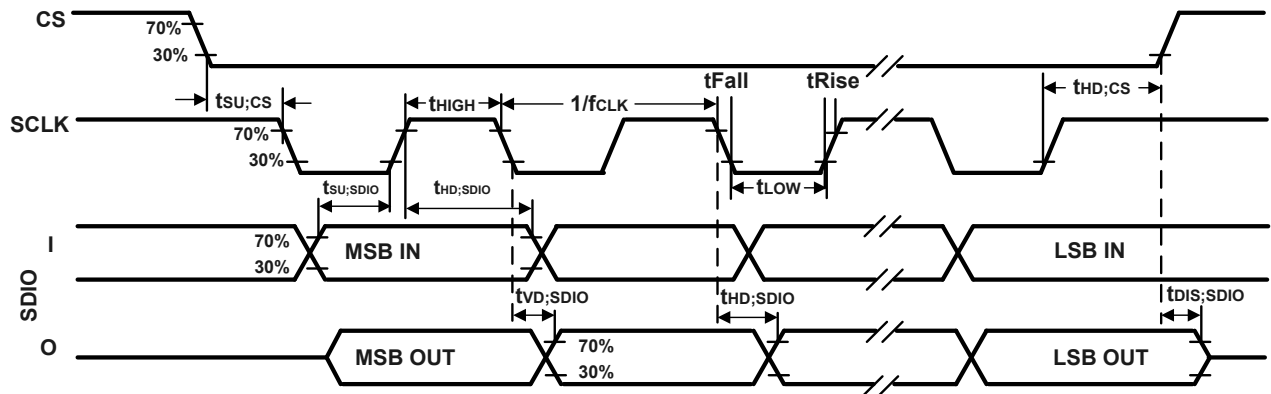 CS
70%
30%
tSU;CS
tHIGH
1/fCLK
tFall
tRise
tHD;CS
SCLK
70%
30%
tSU;SDIO
tHD;SDIO
tLOW
SDIO
I
70%
30%
MSB IN
LSB IN
tVD;SDIO
tHD;SDIO
tDIS;SDIO
O
MSB OUT
70%
30%
LSB OUT